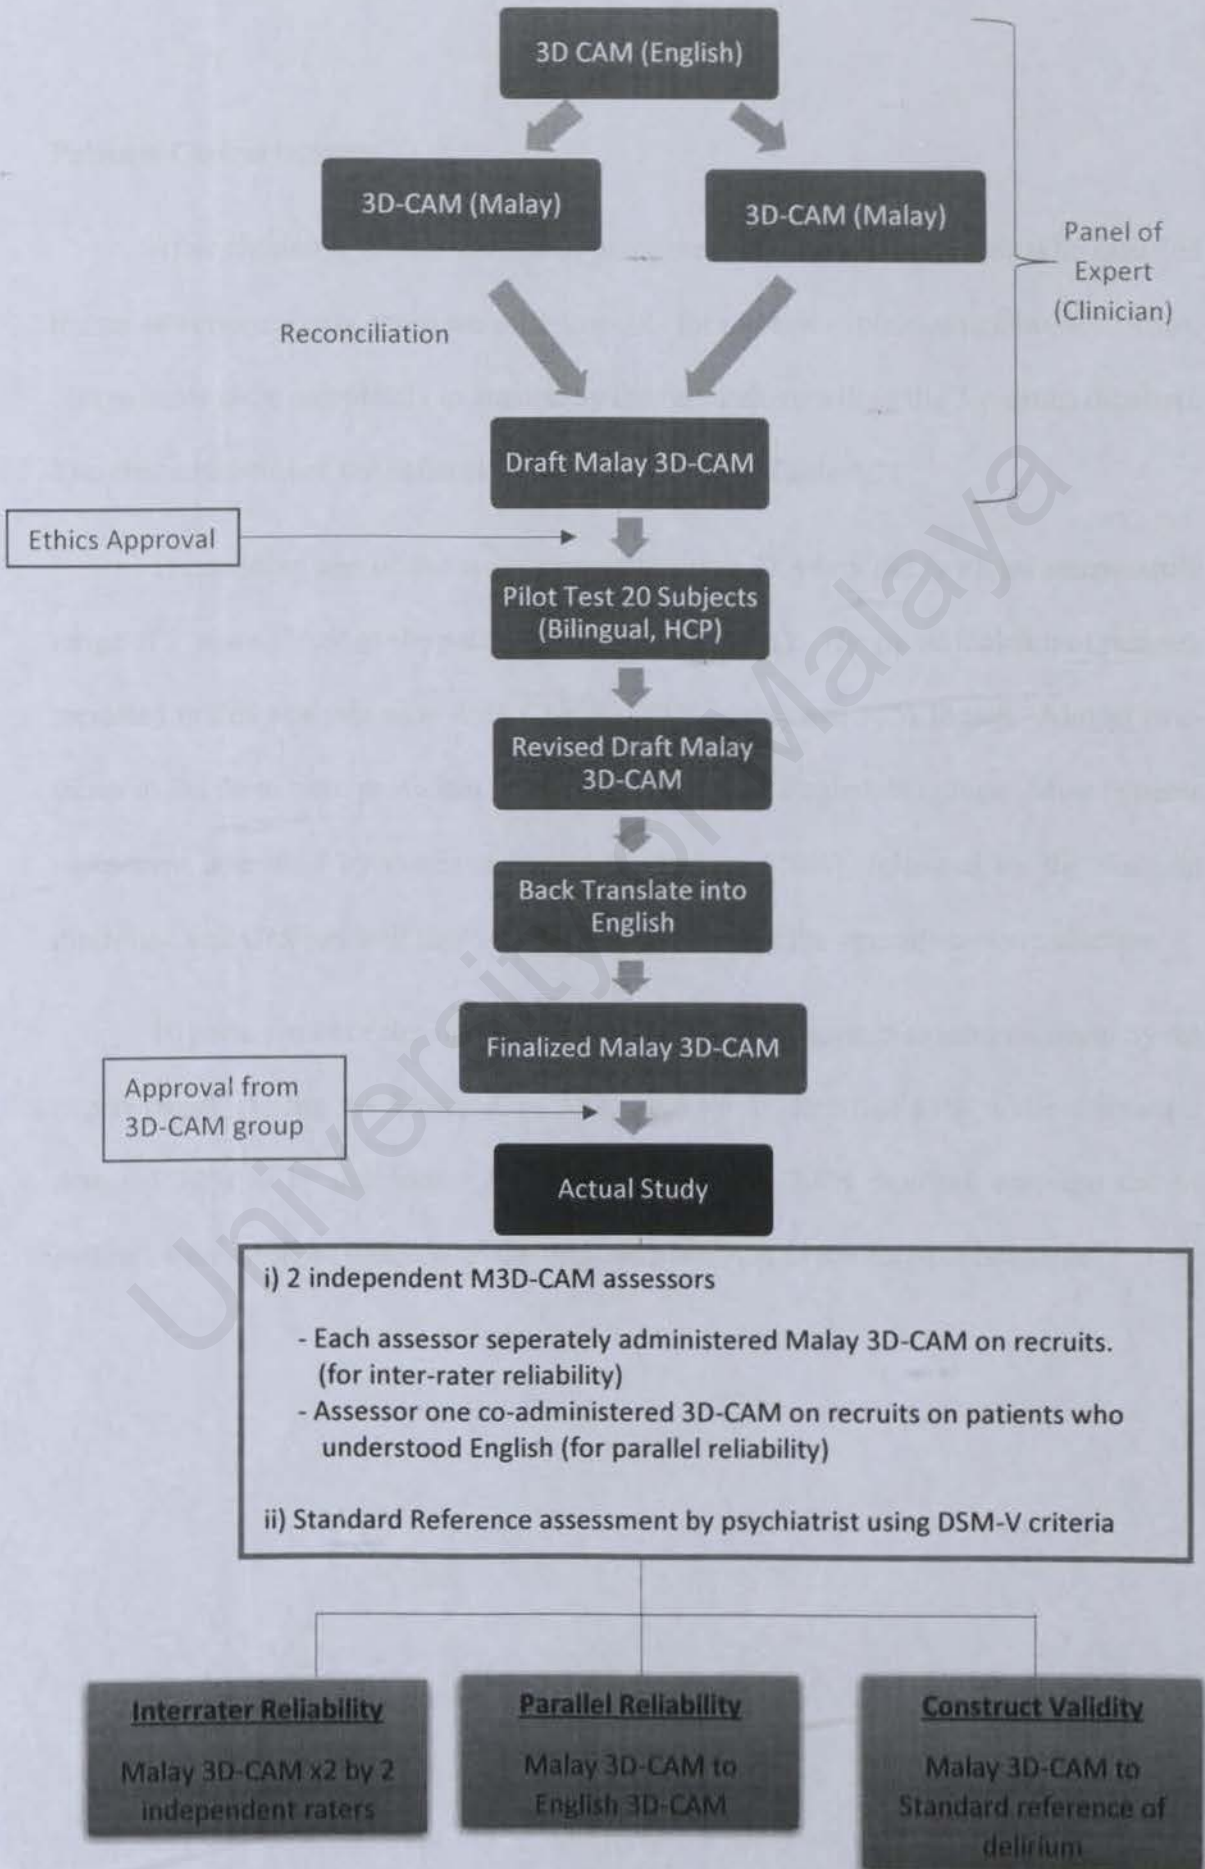 3D CAM (English)
3D-CAM (Malay)
3D-CAM (Malay)
Panel of
Expert
(Clinician)
Reconciliation
Draft Malay 3D-CAM
Ethics Approval
Pilot Test 20 Subjects
(Bilingual, HCP)
Revised Draft Malay
3D-CAM
Back Translate into
English
Finalized Malay 3D-CAM
Approval from
3D-CAM group
Actual Study
i) 2 independent M3D-CAM assessors
- Each assessor seperately administered Malay 3D-CAM on recruits.
(for inter-rater reliability)
- Assessor one co-administered 3D-CAM on recruits on patients who
understood English (for parallel reliability)
ii) Standard Reference assessment by psychiatrist using DSM-V criteria
Interrater Reliability
Malay 3D-CAM x2 by 2
independent raters
Parallel Reliability
Malay 3D-CAM to
English 3D-CAM
Construct Validity
Malay 3D-CAM to
Standard reference of
delirium
University of Malaya